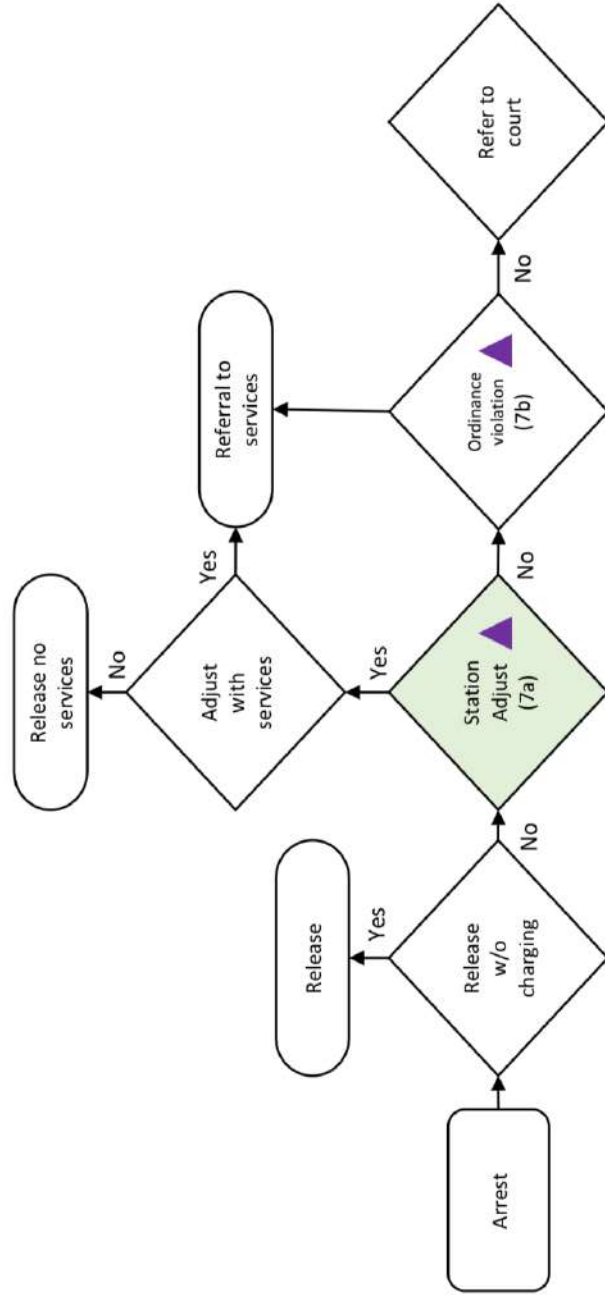 Release no
services
No
Yes
Referral to
services
Adjust
with
services
Release
Yes
Yes
Arrest
Release
w/o
charging
No
Station
Adjust
(7a)
No
Ordinance
violation
(7b)
No
Refer to
court